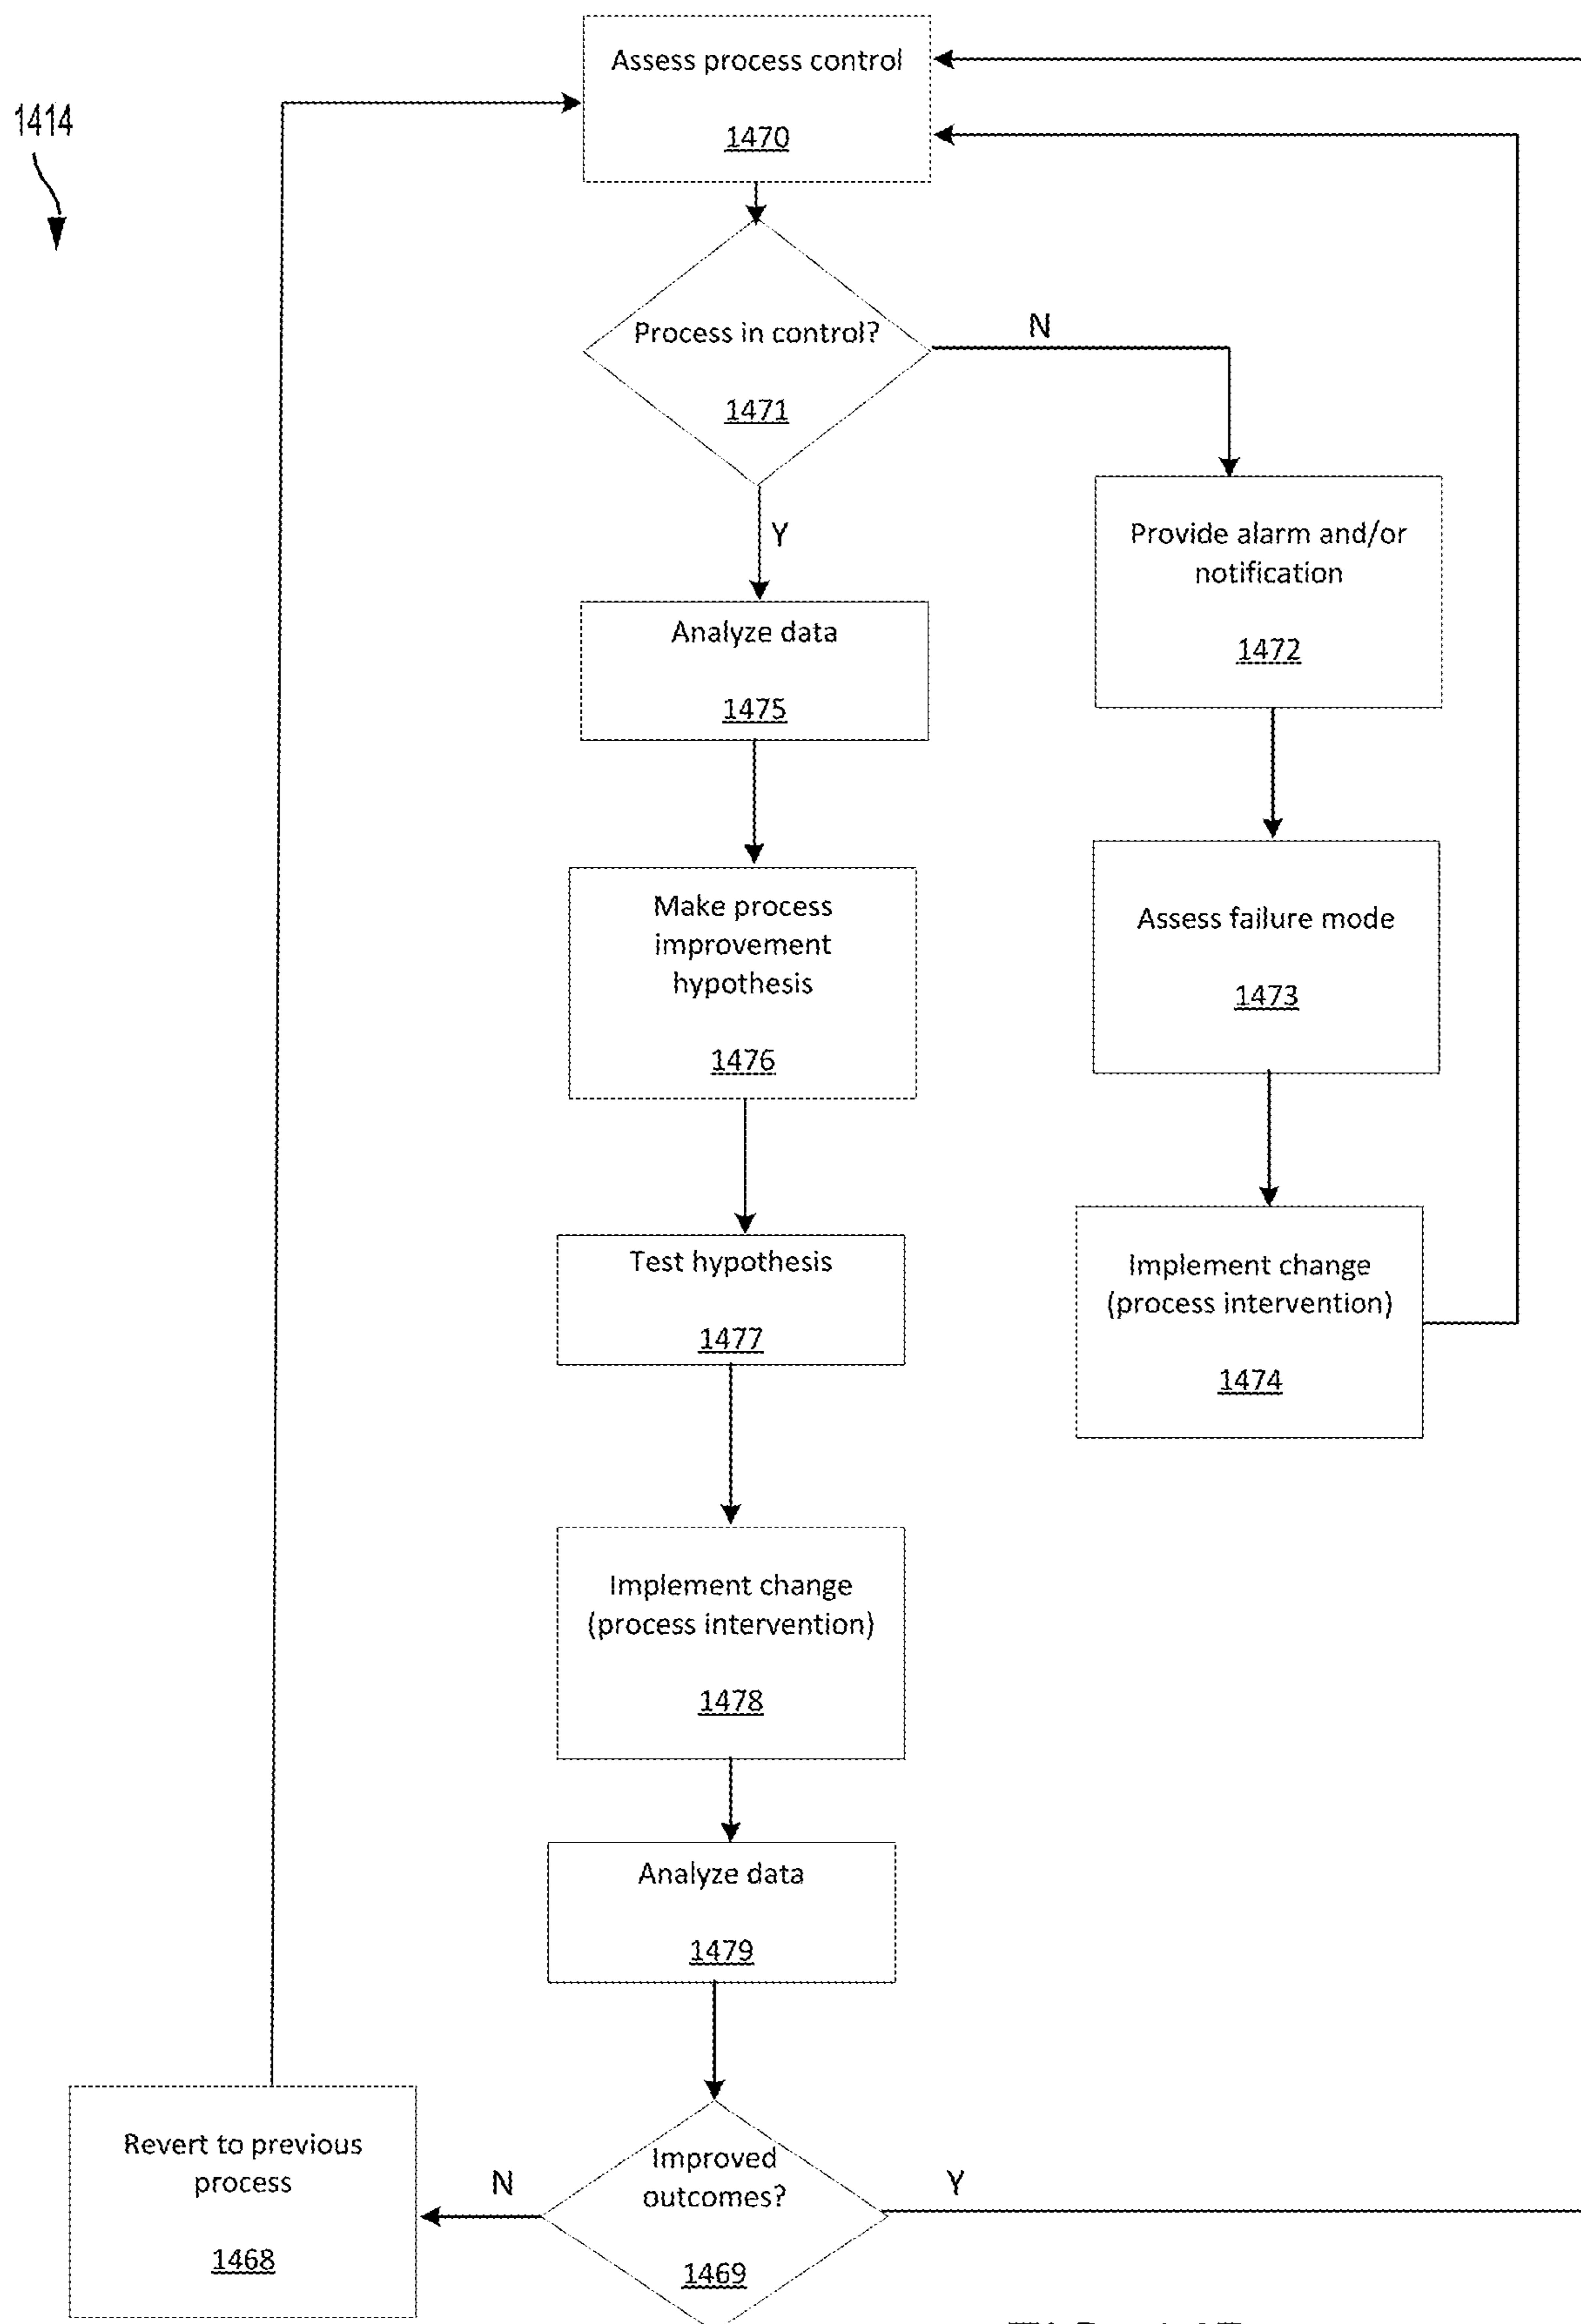 1414
Assess process control
1470
Process in control?
1471
N
Y
Provide alarm and/or
notification
1472
Analyze data
1475
Assess failure mode
1473
Make process
improvement
hypothesis
1476
Implement change
(process intervention)
1474
Test hypothesis
1477
Implement change
(process intervention)
1478
Analyze data
1479
Improved
outcomes?
1469
N
Y
Revert to previous
process
1468